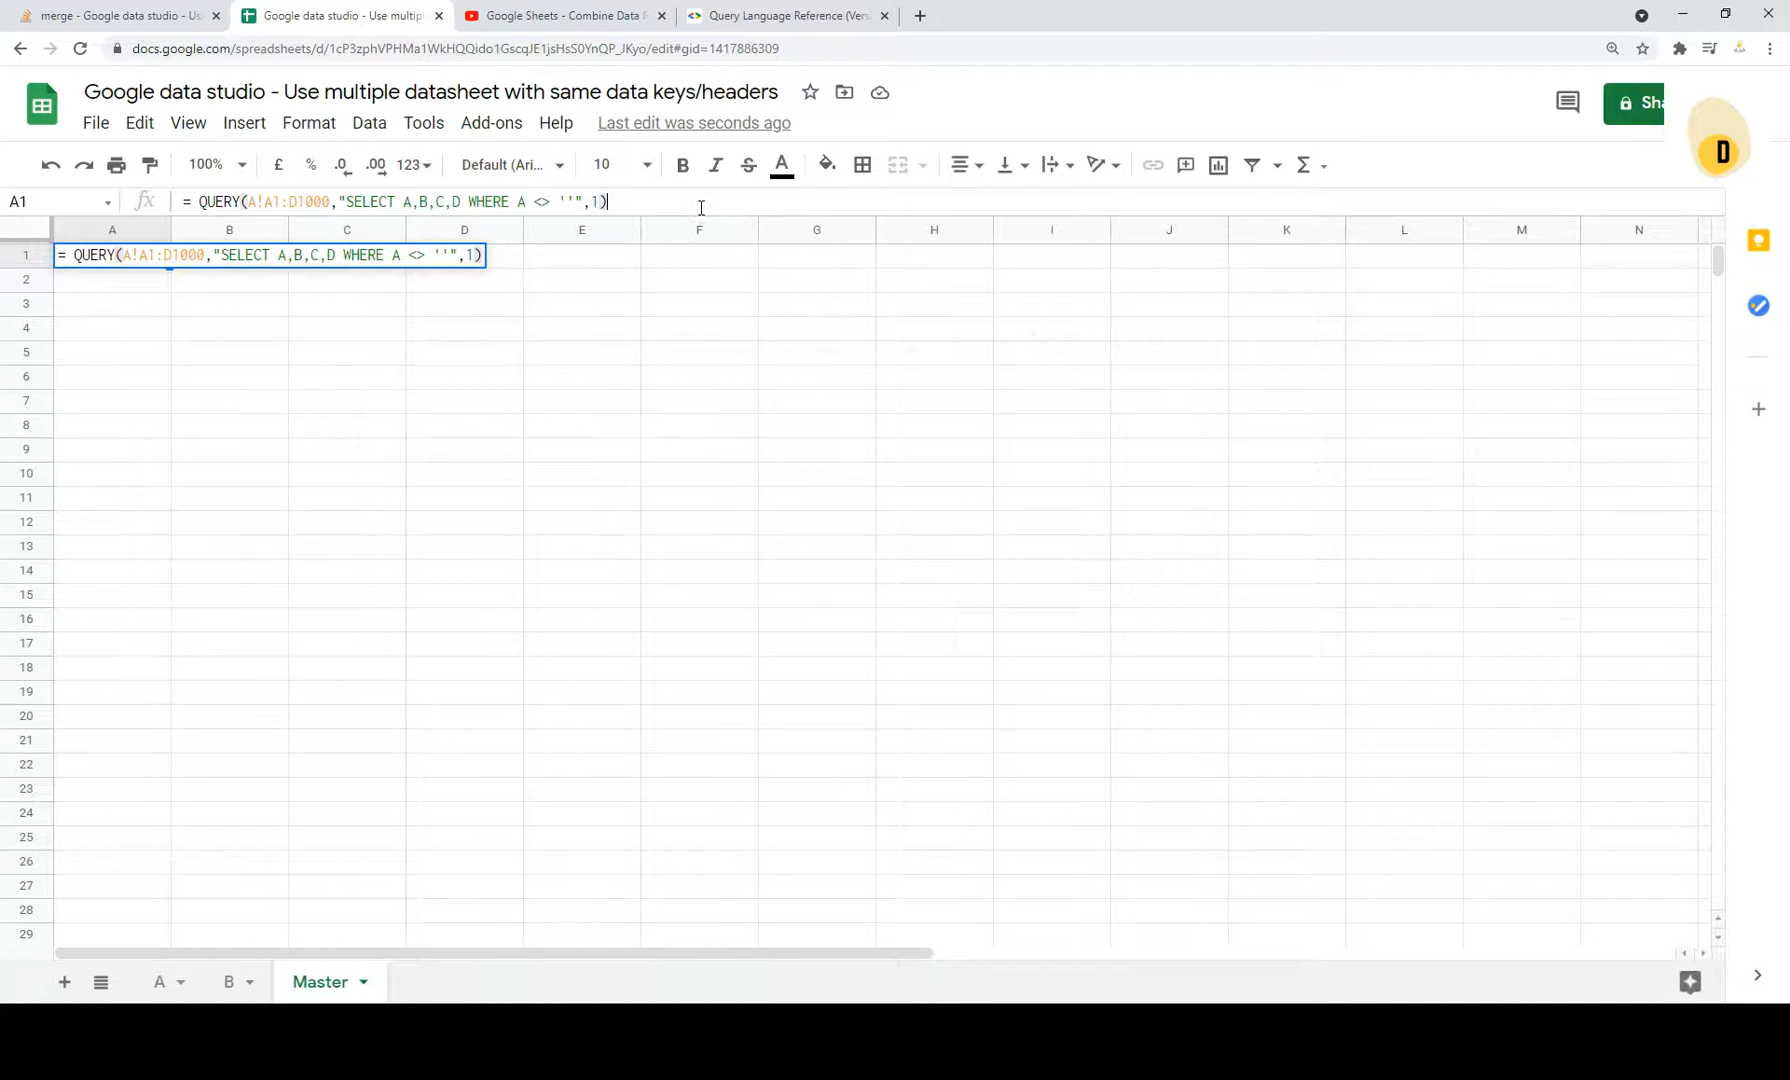 merge - Google data studio - Use
Google data studio - Use multipl
Google Sheets - Combine Data F
Query Language Reference (Vers
docs.google.com/spreadsheets/d/1cP3zphVPHMa1WkHQQido1GscqJE1jsHsS0YnQP_JKyo/edit#gid=1417886309
Google data studio - Use multiple datasheet with same data keys/headers
File Edit View Insert Format Data Tools Add-ons Help Last edit was seconds ago
Sha
D
100% £ % .0 .00 123 Default (Ari... 10 B I S A
A1 fx = QUERY(A!A1:D1000,"SELECT A,B,C,D WHERE A <> ''",1)
A B C D E F G H I J K L M N
1 = QUERY(A!A1:D1000,"SELECT A,B,C,D WHERE A <> ''",1)
2
3
4
5
6
7
8
9
10
11
12
13
14
15
16
17
18
19
20
21
22
23
24
25
26
27
28
29
A B Master